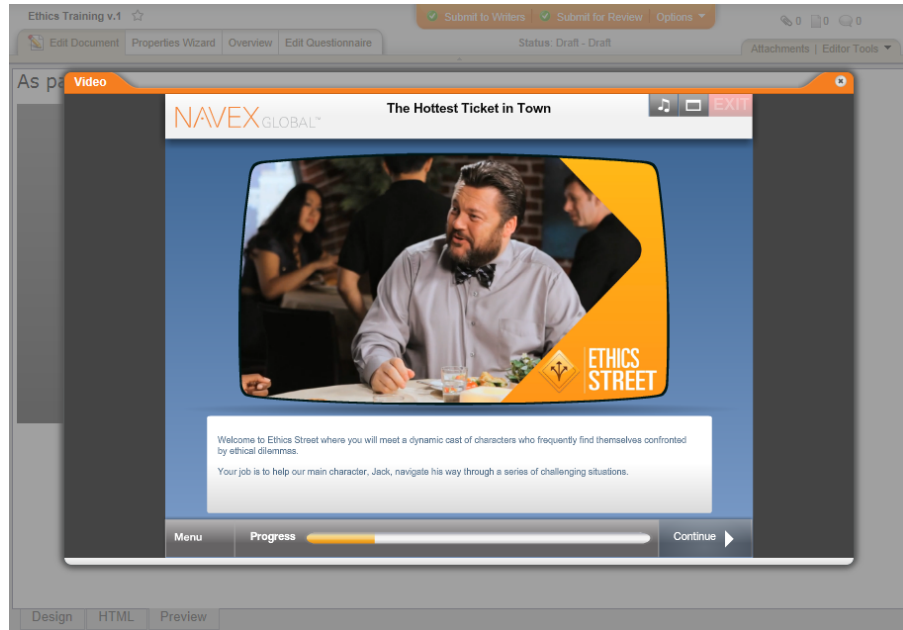 Ethics Training v.1
Submit to Writers Submit for Review Options
0 0 0
Edit Document Properties Wizard Overview Edit Questionnaire
Status: Draft - Draft
Attachments | Editor Tools
As pa
Video
NAVEX GLOBAL™
The Hottest Ticket in Town
EXIT
ETHICS
STREET
Welcome to Ethics Street where you will meet a dynamic cast of characters who frequently find themselves confronted
by ethical dilemmas.
Your job is to help our main character, Jack, navigate his way through a series of challenging situations.
Menu Progress Continue
Design HTML Preview